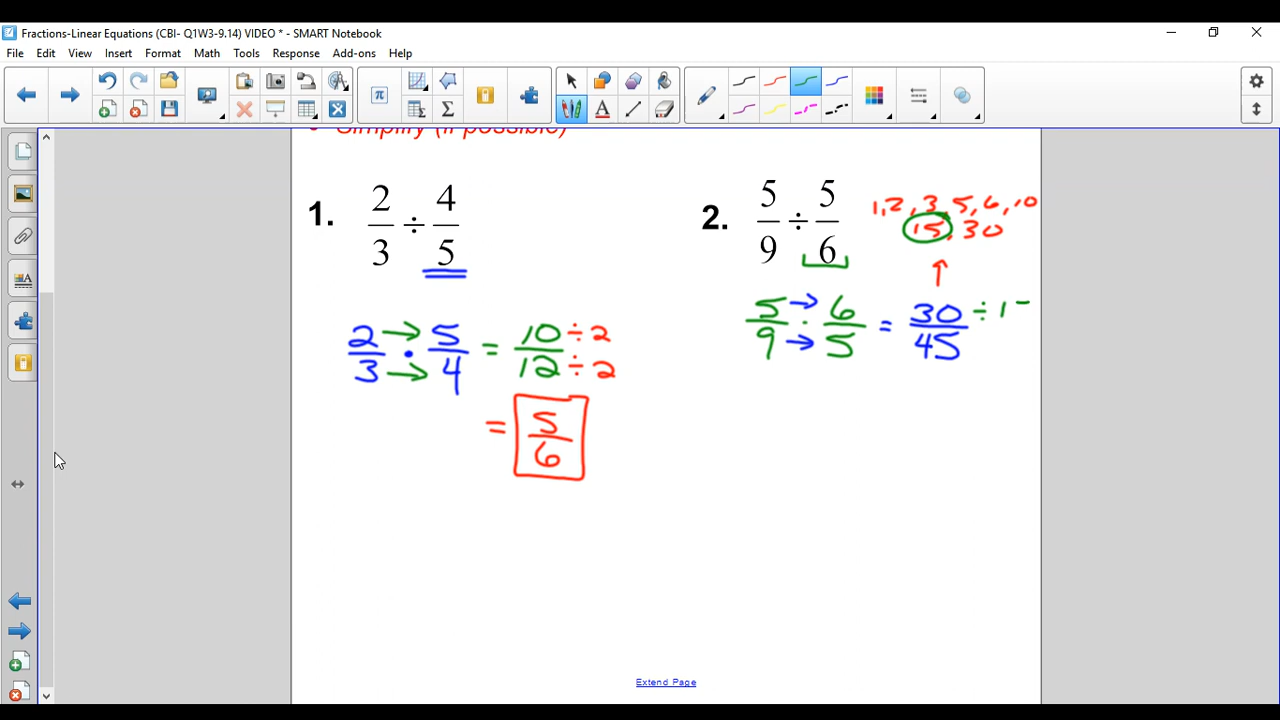 Fractions-Linear Equations (CBI- Q1W3-9.14) VIDEO * - SMART Notebook
File Edit View Insert Format Math Tools Response Add-ons Help
Simplify (if possible)
1. 2/3 ÷ 4/5
2/3 → · → 5/4 = 10/12 ÷2 ÷2
= 5/6
2. 5/9 ÷ 5/6
1,2,3,5,6,10
15,30
5/9 → · → 6/5 = 30/45 ÷1
Extend Page